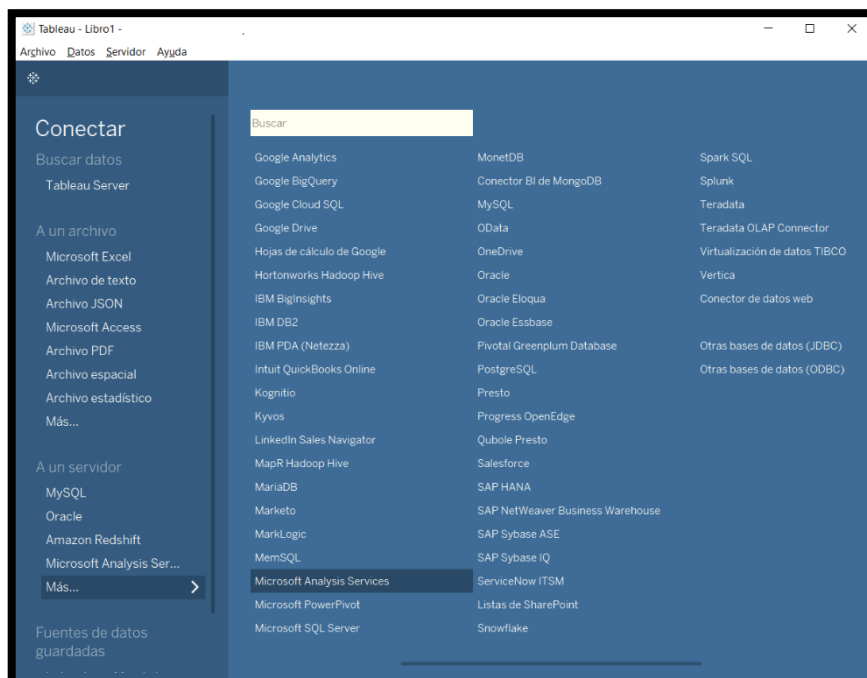 Tableau - Libro1 -
Archivo Datos Servidor Ayuda
Conectar
Buscar datos
Tableau Server
A un archivo
Microsoft Excel
Archivo de texto
Archivo JSON
Microsoft Access
Archivo PDF
Archivo espacial
Archivo estadístico
Más...
A un servidor
MySQL
Oracle
Amazon Redshift
Microsoft Analysis Ser...
Más...
Fuentes de datos
guardadas
Buscar
Google Analytics
Google BigQuery
Google Cloud SQL
Google Drive
Hojas de cálculo de Google
Hortonworks Hadoop Hive
IBM BigInsights
IBM DB2
IBM PDA (Netezza)
Intuit QuickBooks Online
Kognitio
Kyvos
LinkedIn Sales Navigator
MapR Hadoop Hive
MariaDB
Marketo
MarkLogic
MemSQL
Microsoft Analysis Services
Microsoft PowerPivot
Microsoft SQL Server
MonetDB
Conector BI de MongoDB
MySQL
OData
OneDrive
Oracle
Oracle Eloqua
Oracle Essbase
Pivotal Greenplum Database
PostgreSQL
Presto
Progress OpenEdge
Qubole Presto
Salesforce
SAP HANA
SAP NetWeaver Business Warehouse
SAP Sybase ASE
SAP Sybase IQ
ServiceNow ITSM
Listas de SharePoint
Snowflake
Spark SQL
Splunk
Teradata
Teradata OLAP Connector
Virtualización de datos TIBCO
Vertica
Conector de datos web
Otras bases de datos (JDBC)
Otras bases de datos (ODBC)